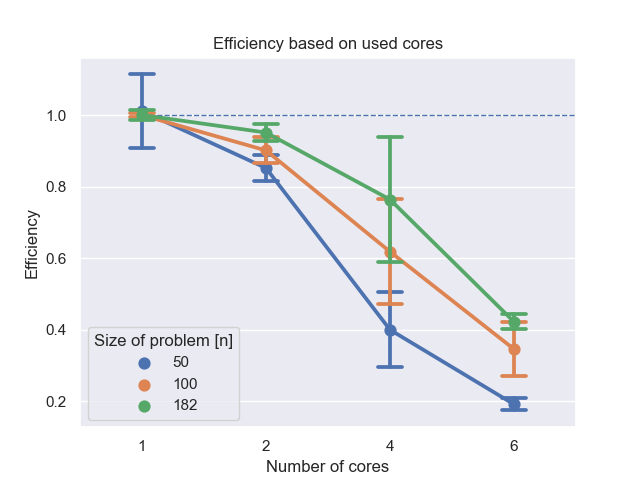 Efficiency based on used cores
Efficiency
1.0
0.8
0.6
0.4
0.2
Size of problem [n]
50
100
182
1 2 4 6
Number of cores